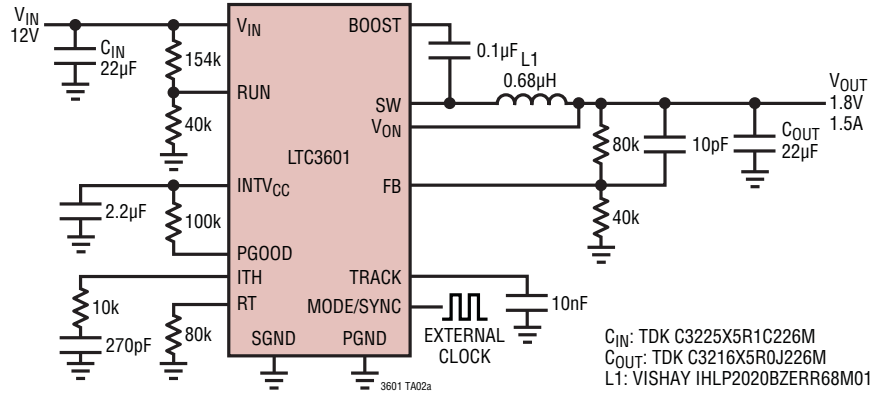 VIN
12V
CIN
22µF
154k
40k
2.2µF
100k
10k
270pF
80k
VIN
RUN
INTVCC
PGOOD
ITH
RT
SGND
PGND
LTC3601
BOOST
SW
VON
FB
TRACK
MODE/SYNC
0.1µF
L1
0.68µH
VOUT
1.8V
1.5A
80k
10pF
COUT
22µF
40k
10nF
EXTERNAL
CLOCK
3601 TA02a
CIN: TDK C3225X5R1C226M
COUT: TDK C3216X5R0J226M
L1: VISHAY IHLP2020BZERR68M01